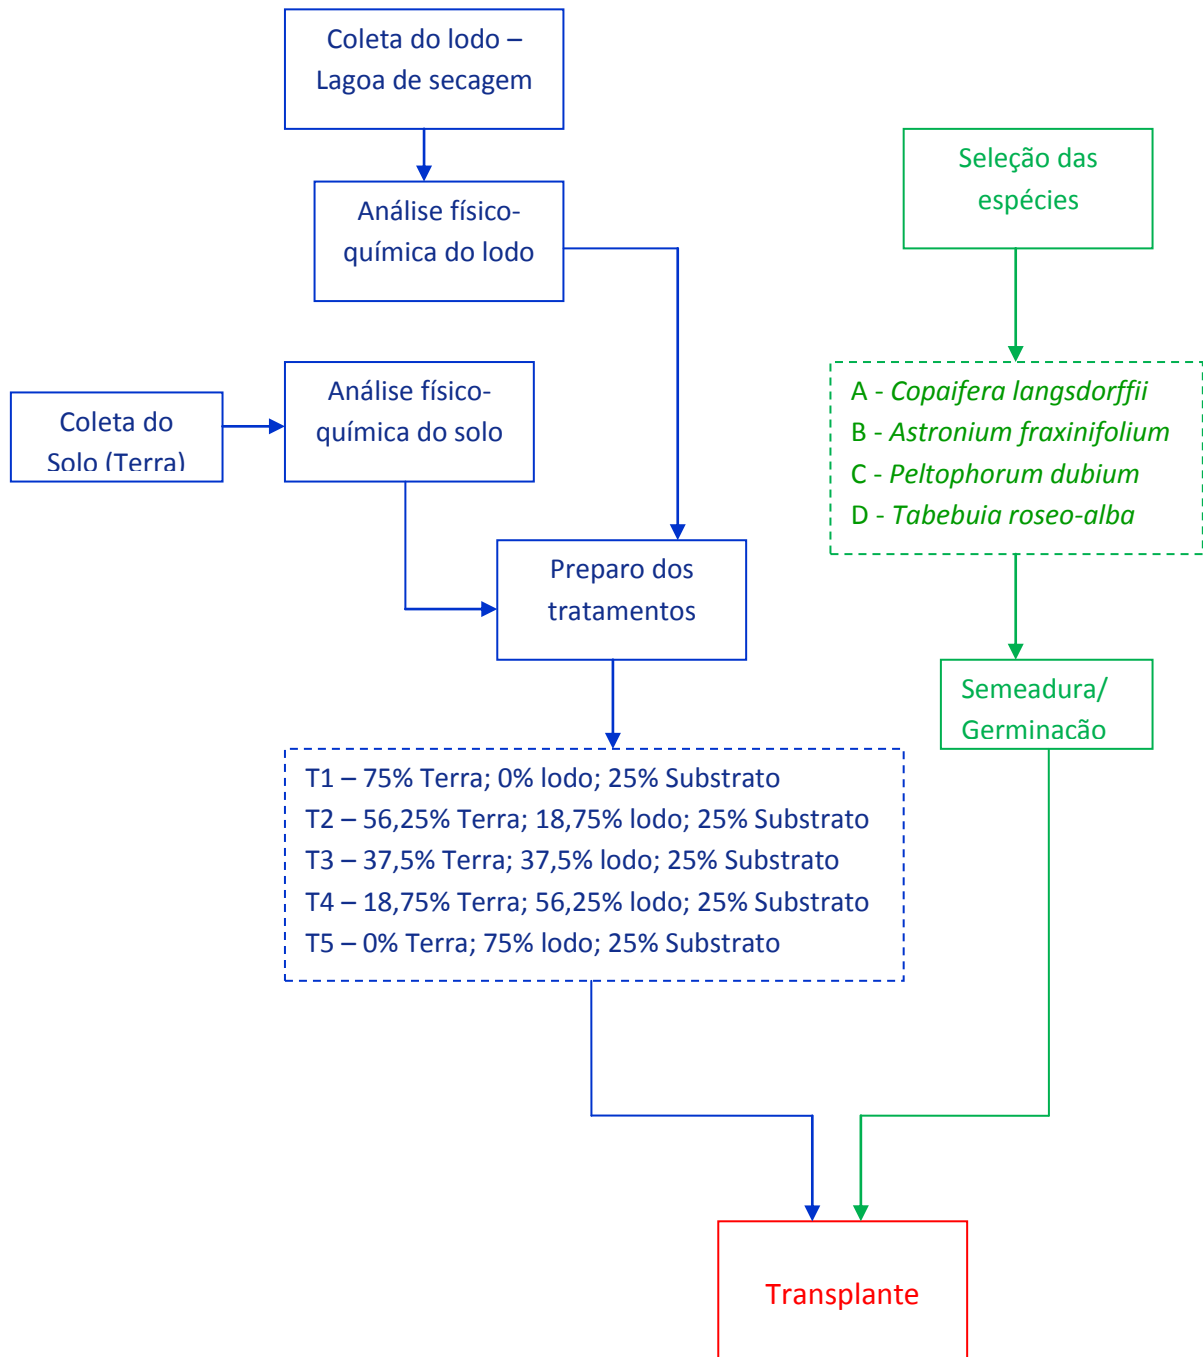 Coleta do lodo –
Lagoa de secagem
Análise físico-
química do lodo
Coleta do
Solo (Terra)
Análise físico-
química do solo
Preparo dos
tratamentos
T1 – 75% Terra; 0% lodo; 25% Substrato
T2 – 56,25% Terra; 18,75% lodo; 25% Substrato
T3 – 37,5% Terra; 37,5% lodo; 25% Substrato
T4 – 18,75% Terra; 56,25% lodo; 25% Substrato
T5 – 0% Terra; 75% lodo; 25% Substrato
Seleção das
espécies
A - Copaifera langsdorffii
B - Astronium fraxinifolium
C - Peltophorum dubium
D - Tabebuia roseo-alba
Semeadura/
Germinação
Transplante